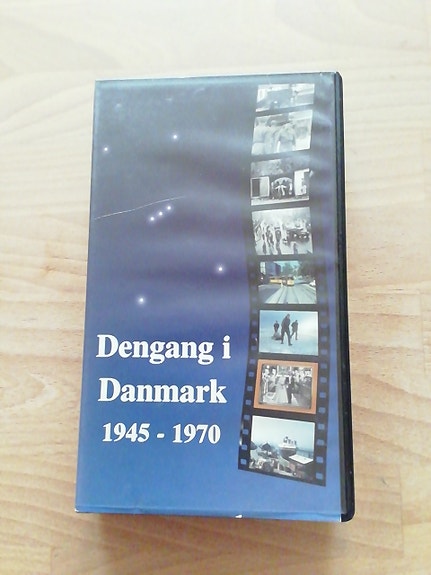 Dengang i
Danmark
1945 - 1970